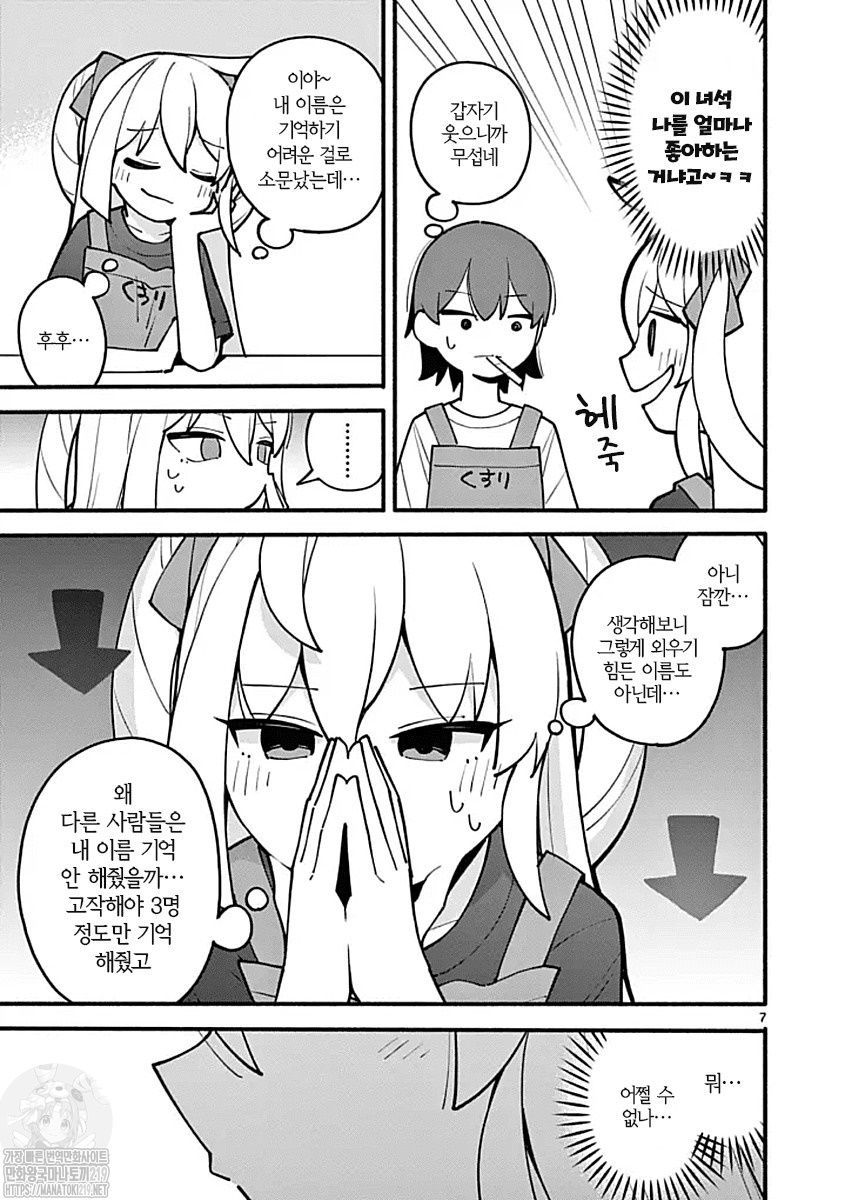 이 녀석
나를 얼마나
좋아하는
거냐고~ㅋㅋ
갑자기
웃으니까
무섭네
헤
죽
くすり
이야~
내 이름은
기억하기
어려운 걸로
소문났는데…
くすり
후후…
………
아니
잠깐…
생각해보니
그렇게 외우기
힘든 이름도
아닌데…
왜
다른 사람들은
내 이름 기억
안 해줬을까…
고작해야 3명
정도만 기억
해줬고
7
뭐…
어쩔 수
없나…
가장 빠른 번역만화사이트
만화왕국마나토끼219
HTTPS://MANATOKI219.NET